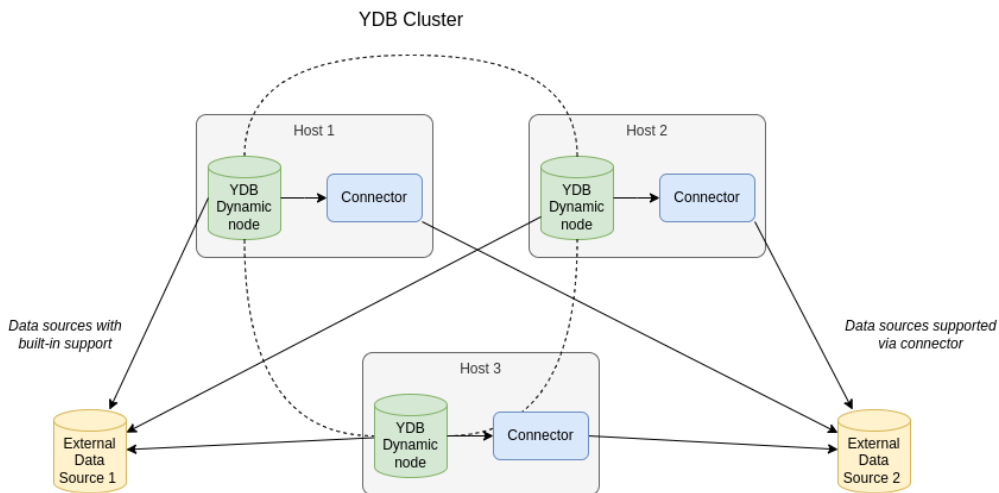 YDB Cluster
Host 1
Host 2
YDB
Dynamic
node
Connector
YDB
Dynamic
node
Connector
Data sources with
built-in support
Data sources supported
via connector
Host 3
YDB
Dynamic
node
Connector
External
Data
Source 1
External
Data
Source 2